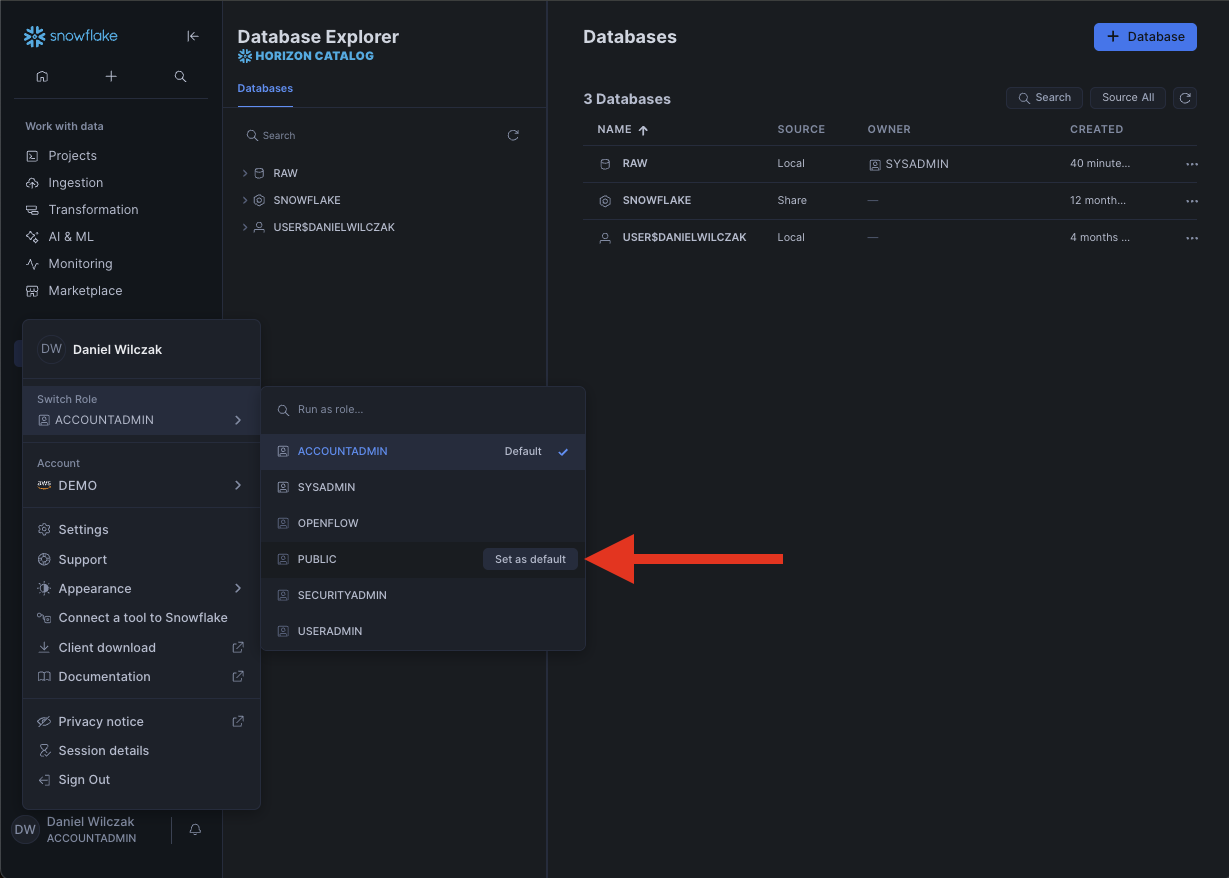 snowflake
Work with data
Projects
Ingestion
Transformation
AI & ML
Monitoring
Marketplace
Database Explorer
HORIZON CATALOG
Databases
Search
RAW
SNOWFLAKE
USER$DANIELWILCZAK
Databases
Database
3 Databases
Search
Source All
NAME SOURCE OWNER CREATED
RAW Local SYSADMIN 40 minute... ...
SNOWFLAKE Share — 12 month... ...
USER$DANIELWILCZAK Local — 4 months ... ...
DW Daniel Wilczak
Switch Role
ACCOUNTADMIN
Account
aws DEMO
Settings
Support
Appearance
Connect a tool to Snowflake
Client download
Documentation
Privacy notice
Session details
Sign Out
Run as role...
ACCOUNTADMIN Default
SYSADMIN
OPENFLOW
PUBLIC Set as default
SECURITYADMIN
USERADMIN
DW Daniel Wilczak
ACCOUNTADMIN